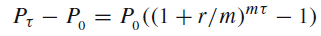 P_τ − P_0 = P_0((1 + r/m)^{mτ} − 1)